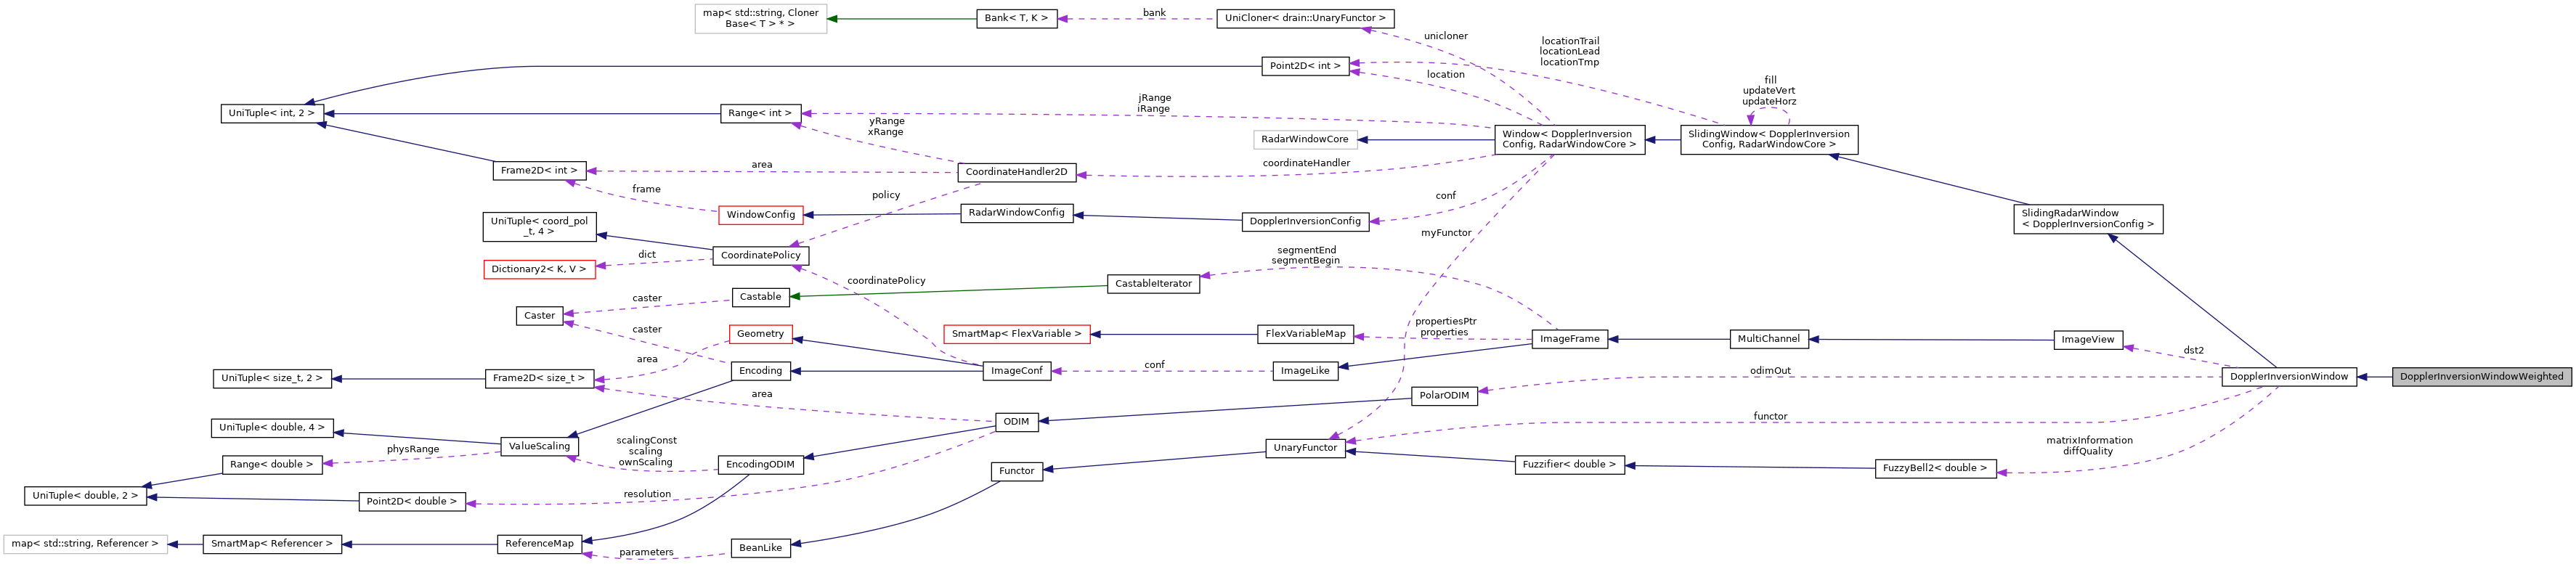 map< std::string, Cloner
Base< T > * >
Bank< T, K >
bank
UniCloner< drain::UnaryFunctor >
unicloner
locationTrail
locationLead
locationTmp
Point2D< int >
location
fill
updateVert
updateHorz
UniTuple< int, 2 >
Range< int >
jRange
iRange
yRange
xRange
RadarWindowCore
Window< DopplerInversion
Config, RadarWindowCore >
SlidingWindow< DopplerInversion
Config, RadarWindowCore >
Frame2D< int >
area
CoordinateHandler2D
coordinateHandler
frame
policy
conf
UniTuple< coord_pol
_t, 4 >
WindowConfig
RadarWindowConfig
DopplerInversionConfig
SlidingRadarWindow
< DopplerInversionConfig >
myFunctor
dict
CoordinatePolicy
segmentEnd
segmentBegin
Dictionary2< K, V >
coordinatePolicy
CastableIterator
caster
Castable
Caster
caster
Geometry
SmartMap< FlexVariable >
FlexVariableMap
propertiesPtr
properties
ImageFrame
MultiChannel
ImageView
dst2
area
UniTuple< size_t, 2 >
Frame2D< size_t >
Encoding
ImageConf
conf
ImageLike
odimOut
DopplerInversionWindow
DopplerInversionWindowWeighted
area
PolarODIM
functor
UniTuple< double, 4 >
ODIM
ValueScaling
physRange
scalingConst
scaling
ownScaling
UnaryFunctor
matrixInformation
diffQuality
Range< double >
EncodingODIM
Functor
Fuzzifier< double >
FuzzyBell2< double >
UniTuple< double, 2 >
Point2D< double >
resolution
map< std::string, Referencer >
SmartMap< Referencer >
ReferenceMap
parameters
BeanLike